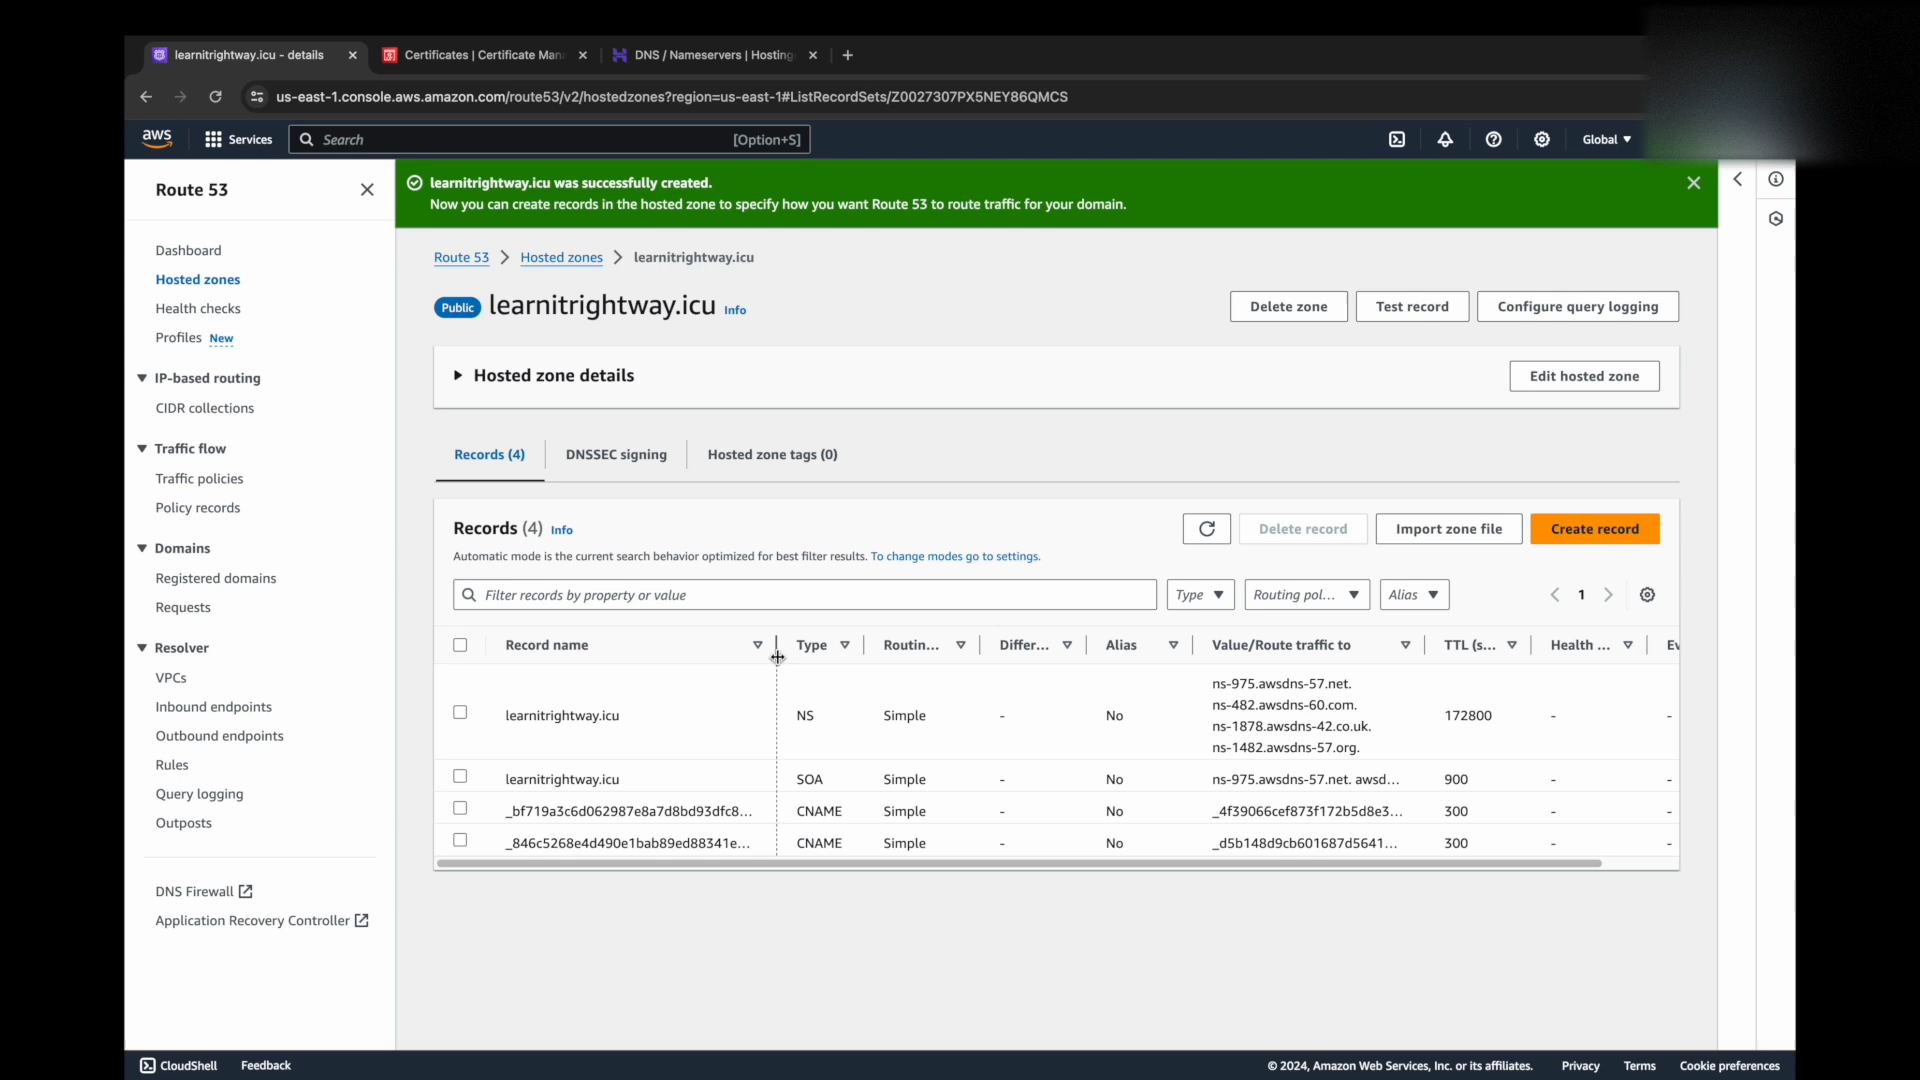 learnitrightway.icu - details
Certificates | Certificate Man
DNS / Nameservers | Hosting
us-east-1.console.aws.amazon.com/route53/v2/hostedzones?region=us-east-1#ListRecordSets/Z0027307PX5NEY86QMCS
aws
Services
Search
[Option+S]
Global
Route 53
learnitrightway.icu was successfully created.
Now you can create records in the hosted zone to specify how you want Route 53 to route traffic for your domain.
Dashboard
Hosted zones
Health checks
Profiles New
IP-based routing
CIDR collections
Traffic flow
Traffic policies
Policy records
Domains
Registered domains
Requests
Resolver
VPCs
Inbound endpoints
Outbound endpoints
Rules
Query logging
Outposts
DNS Firewall
Application Recovery Controller
Route 53 > Hosted zones > learnitrightway.icu
Public learnitrightway.icu Info
Delete zone
Test record
Configure query logging
Hosted zone details
Edit hosted zone
Records (4)
DNSSEC signing
Hosted zone tags (0)
Records (4) Info
Delete record
Import zone file
Create record
Automatic mode is the current search behavior optimized for best filter results. To change modes go to settings.
Filter records by property or value
Type
Routing pol...
Alias
1
Record name Type Routin... Differ... Alias Value/Route traffic to TTL (s... Health ... Ev
ns-975.awsdns-57.net.
ns-482.awsdns-60.com.
learnitrightway.icu NS Simple - No 172800 - -
ns-1878.awsdns-42.co.uk.
ns-1482.awsdns-57.org.
learnitrightway.icu SOA Simple - No ns-975.awsdns-57.net. awsd... 900 - -
_bf719a3c6d062987e8a7d8bd93dfc8... CNAME Simple - No _4f39066cef873f172b5d8e3... 300 - -
_846c5268e4d490e1bab89ed88341e... CNAME Simple - No _d5b148d9cb601687d5641... 300 - -
CloudShell
Feedback
© 2024, Amazon Web Services, Inc. or its affiliates.
Privacy
Terms
Cookie preferences